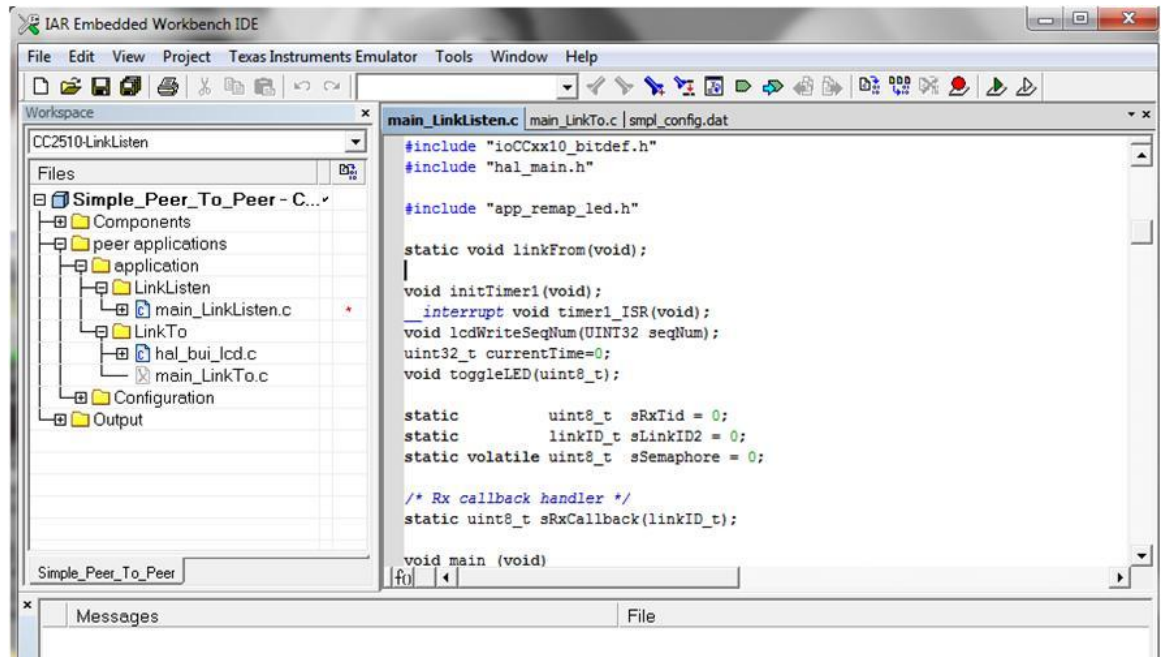 IAR Embedded Workbench IDE
File Edit View Project Texas Instruments Emulator Tools Window Help
Workspace
CC2510-LinkListen
Files
Simple_Peer_To_Peer - C...
Components
peer applications
application
LinkListen
main_LinkListen.c *
LinkTo
hal_bui_lcd.c
main_LinkTo.c
Configuration
Output
Simple_Peer_To_Peer
main_LinkListen.c main_LinkTo.c smpl_config.dat
#include "ioCCxx10_bitdef.h"
#include "hal_main.h"
#include "app_remap_led.h"
static void linkFrom(void);
void initTimer1(void);
__interrupt void timer1_ISR(void);
void lcdWriteSeqNum(UINT32 seqNum);
uint32_t currentTime=0;
void toggleLED(uint8_t);
static uint8_t sRxTid = 0;
static linkID_t sLinkID2 = 0;
static volatile uint8_t sSemaphore = 0;
/* Rx callback handler */
static uint8_t sRxCallback(linkID_t);
void main (void)
f0
Messages File